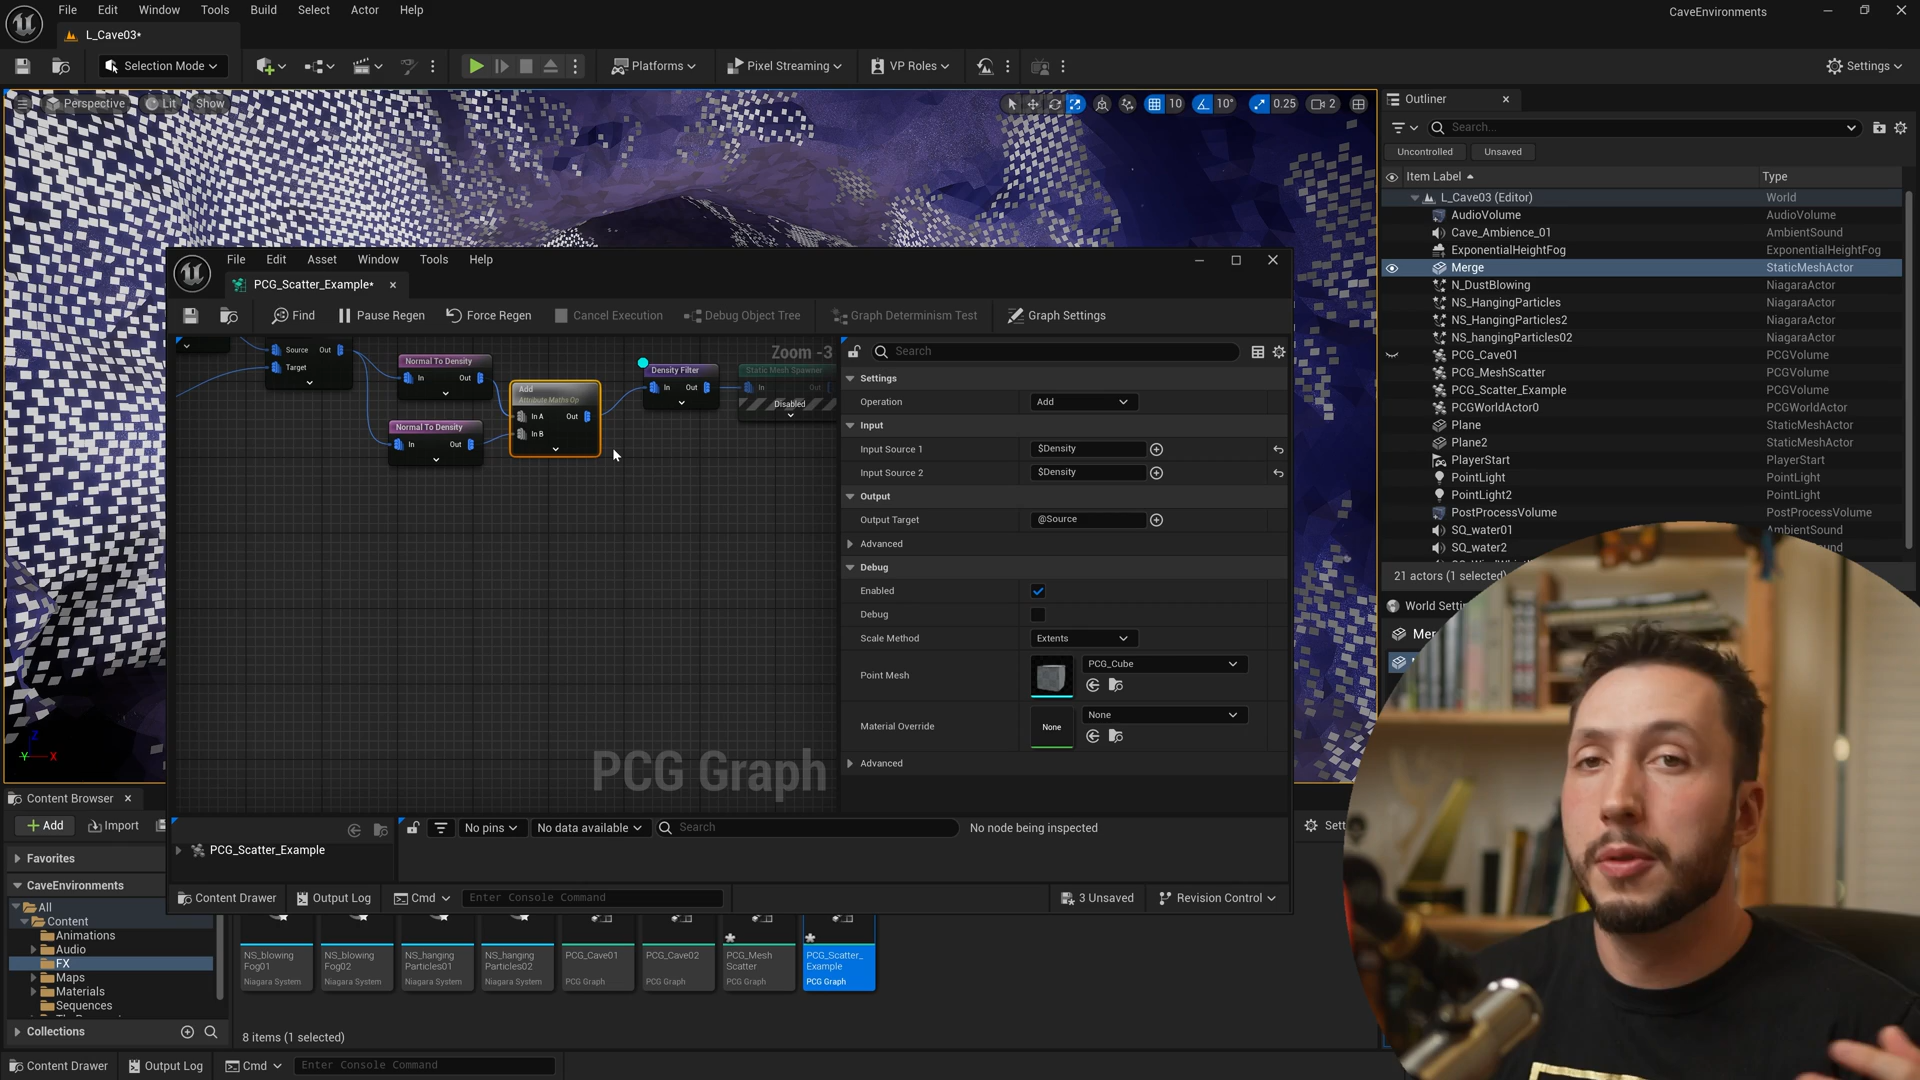 File Edit Window Tools Build Select Actor Help
CaveEnvironments
L_Cave03*
Selection Mode
Platforms
Pixel Streaming
VP Roles
Settings
Perspective Lit Show
10 10° 0.25 2
Outliner
Search...
Uncontrolled Unsaved
Item Label Type
L_Cave03 (Editor) World
AudioVolume AudioVolume
Cave_Ambience_01 AmbientSound
ExponentialHeightFog ExponentialHeightFog
Merge StaticMeshActor
N_DustBlowing NiagaraActor
NS_HangingParticles NiagaraActor
NS_HangingParticles2 NiagaraActor
NS_hangingParticles02 NiagaraActor
PCG_Cave01 PCGVolume
PCG_MeshScatter PCGVolume
PCG_Scatter_Example PCGVolume
PCGWorldActor0 PCGWorldActor
Plane StaticMeshActor
Plane2 StaticMeshActor
PlayerStart PlayerStart
PointLight PointLight
PointLight2 PointLight
PostProcessVolume PostProcessVolume
SQ_water01 AmbientSound
SQ_water2
21 actors (1 selected)
World Setti
Mer
File Edit Asset Window Tools Help
PCG_Scatter_Example*
Find Pause Regen Force Regen Cancel Execution Debug Object Tree Graph Determinism Test Graph Settings
Zoom -3
Source Out
Target
Normal To Density
In Out
Normal To Density
In Out
Add
Attribute Maths Op
In A Out
In B
Density Filter
In Out
Static Mesh Spawner
In Out
Disabled
PCG Graph
Search
Settings
Operation Add
Input
Input Source 1 $Density
Input Source 2 $Density
Output
Output Target @Source
Advanced
Debug
Enabled
Debug
Scale Method Extents
Point Mesh PCG_Cube
Material Override None None
Advanced
PCG_Scatter_Example
No pins No data available Search No node being inspected
Content Drawer Output Log Cmd Enter Console Command 3 Unsaved Revision Control
Content Browser
Add Import
Sett
Favorites
CaveEnvironments
All
Content
Animations
Audio
FX
Maps
Materials
Sequences
Collections
NS_blowing
Fog01
Niagara System
NS_blowing
Fog02
Niagara System
NS_hanging
Particles01
Niagara System
NS_hanging
Particles02
Niagara System
PCG_Cave01
PCG Graph
PCG_Cave02
PCG Graph
PCG_Mesh
Scatter
PCG Graph
PCG_Scatter_
Example
PCG Graph
8 items (1 selected)
Content Drawer Output Log Cmd Enter Console Command
Z
Y X